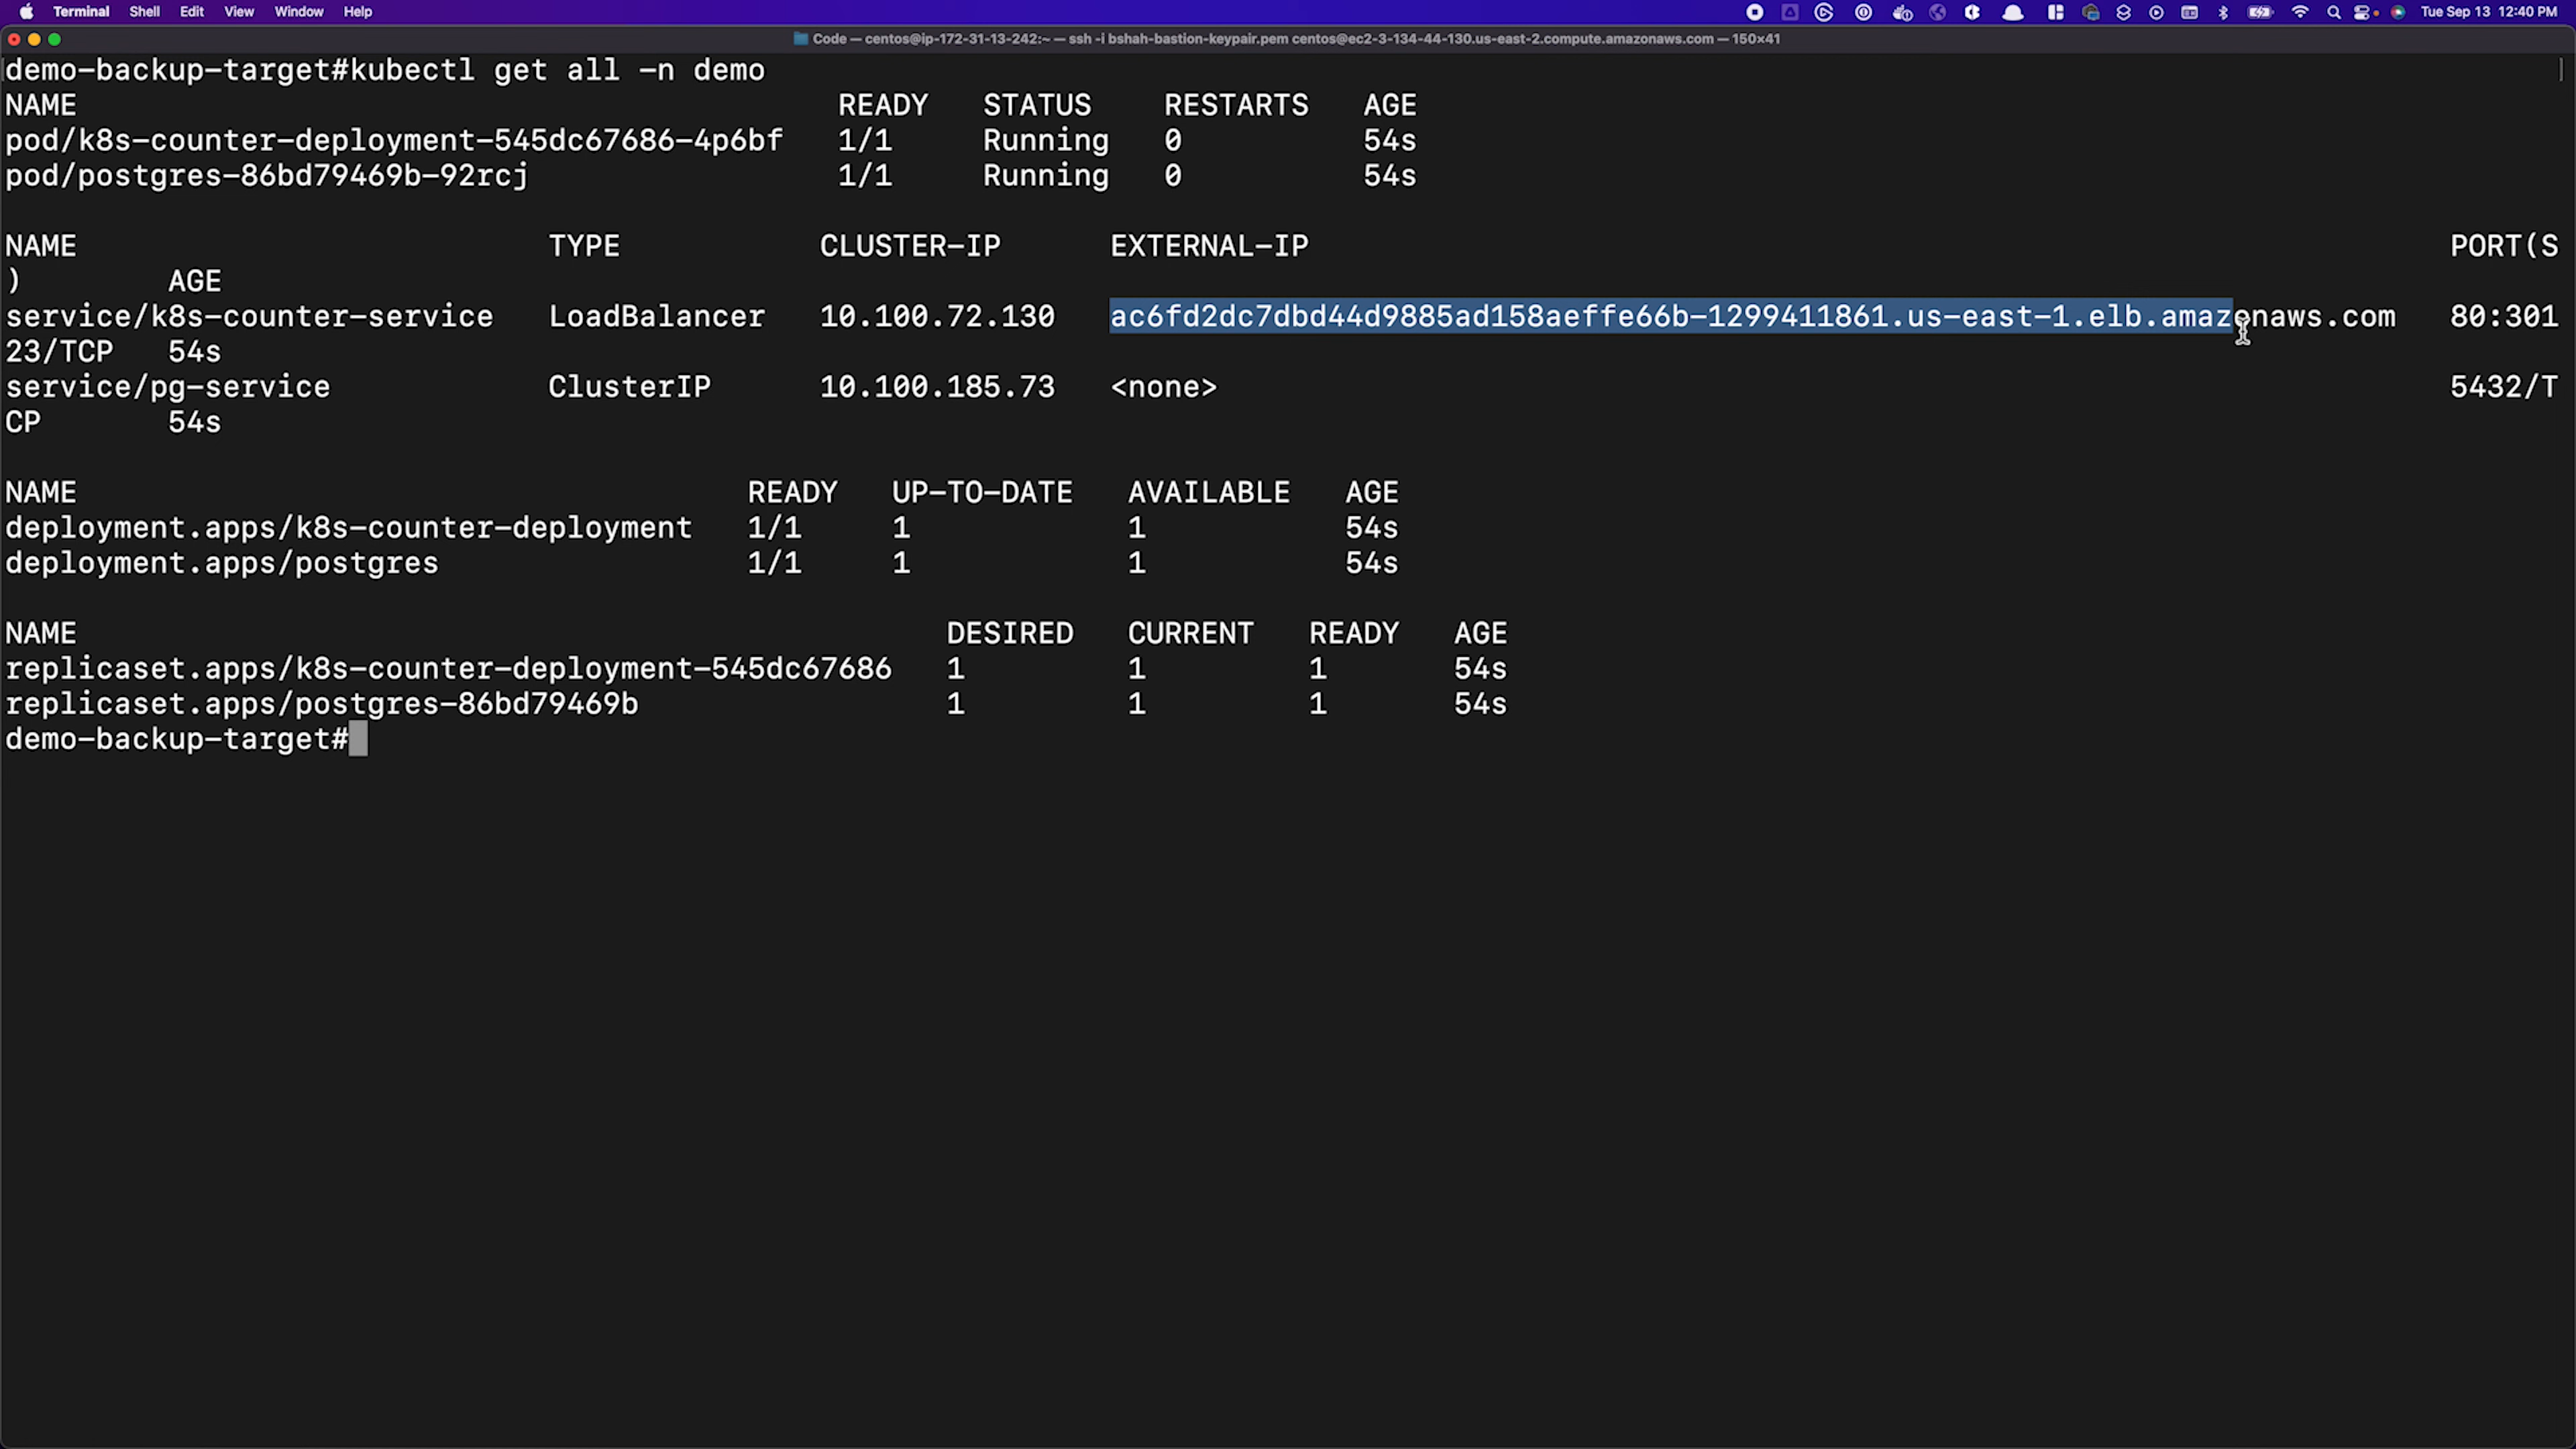 Terminal Shell Edit View Window Help Tue Sep 13 12:40 PM
Code — centos@ip-172-31-13-242:~ — ssh -i bshah-bastion-keypair.pem centos@ec2-3-134-44-130.us-east-2.compute.amazonaws.com — 150×41
demo-backup-target#kubectl get all -n demo
NAME READY STATUS RESTARTS AGE
pod/k8s-counter-deployment-545dc67686-4p6bf 1/1 Running 0 54s
pod/postgres-86bd79469b-92rcj 1/1 Running 0 54s
NAME TYPE CLUSTER-IP EXTERNAL-IP PORT(S
) AGE
service/k8s-counter-service LoadBalancer 10.100.72.130 ac6fd2dc7dbd44d9885ad158aeffe66b-1299411861.us-east-1.elb.amazonaws.com 80:301
23/TCP 54s
service/pg-service ClusterIP 10.100.185.73 <none> 5432/T
CP 54s
NAME READY UP-TO-DATE AVAILABLE AGE
deployment.apps/k8s-counter-deployment 1/1 1 1 54s
deployment.apps/postgres 1/1 1 1 54s
NAME DESIRED CURRENT READY AGE
replicaset.apps/k8s-counter-deployment-545dc67686 1 1 1 54s
replicaset.apps/postgres-86bd79469b 1 1 1 54s
demo-backup-target#